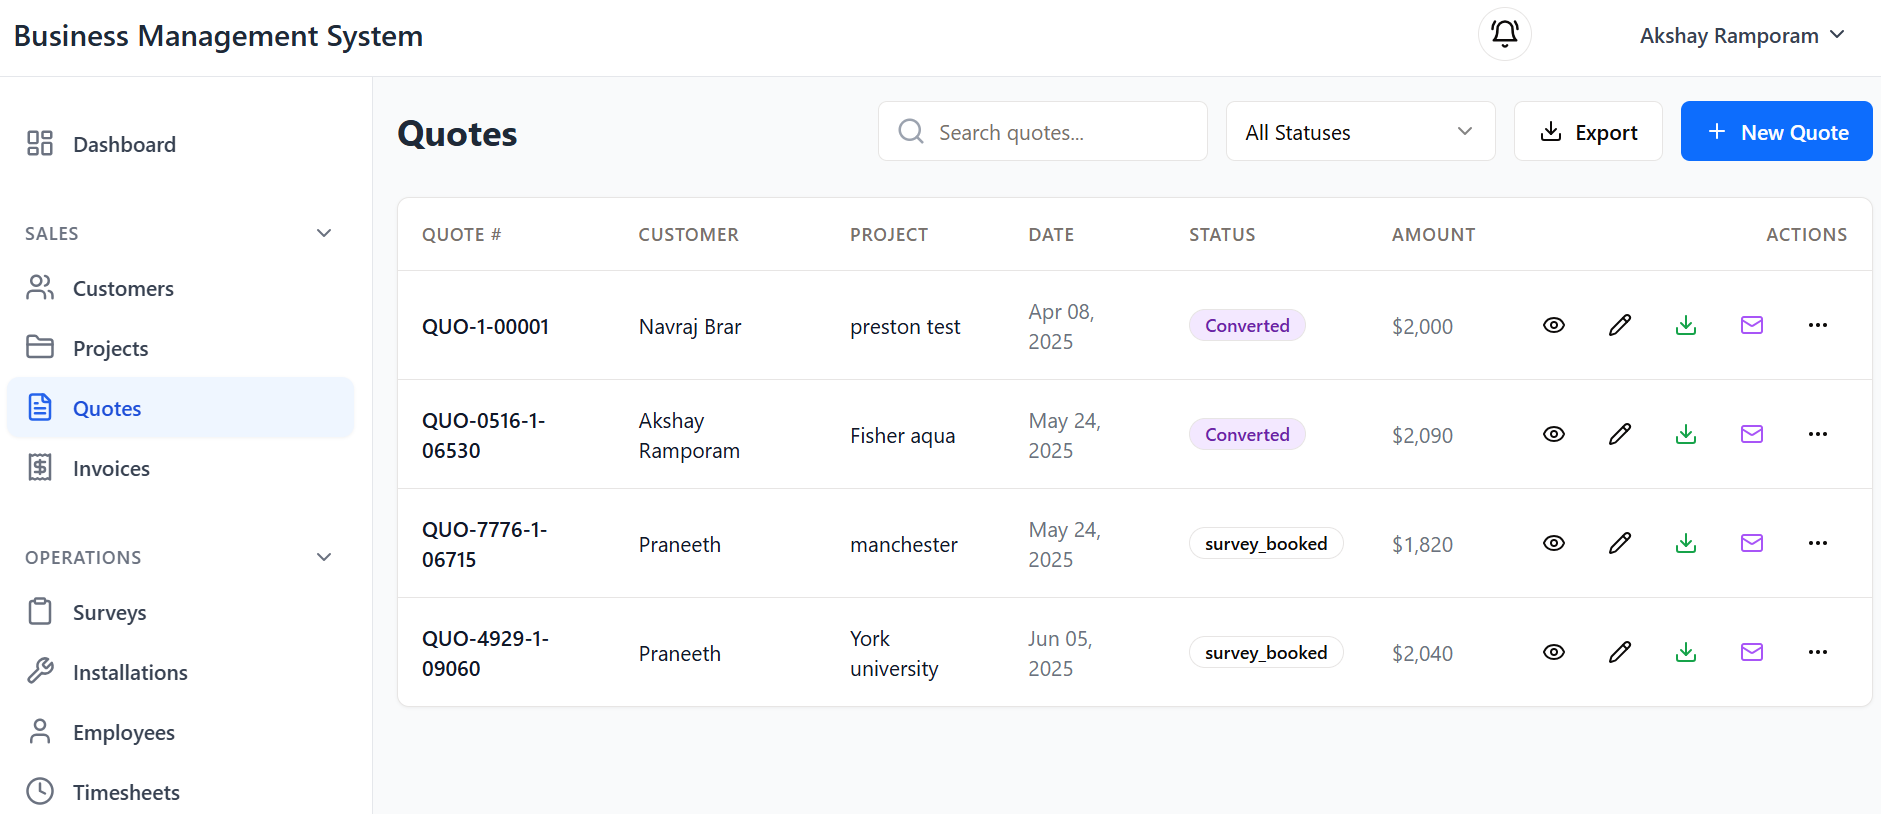 Business Management System
Akshay Ramporam
Dashboard
SALES
Customers
Projects
Quotes
Invoices
OPERATIONS
Surveys
Installations
Employees
Timesheets
Quotes
Search quotes...
All Statuses
Export
+ New Quote
QUOTE # CUSTOMER PROJECT DATE STATUS AMOUNT ACTIONS
QUO-1-00001 Navraj Brar preston test Apr 08, Converted $2,000
2025
QUO-0516-1- Akshay Fisher aqua May 24, Converted $2,090
06530 Ramporam 2025
QUO-7776-1- Praneeth manchester May 24, survey_booked $1,820
06715 2025
QUO-4929-1- Praneeth York Jun 05, survey_booked $2,040
09060 university 2025